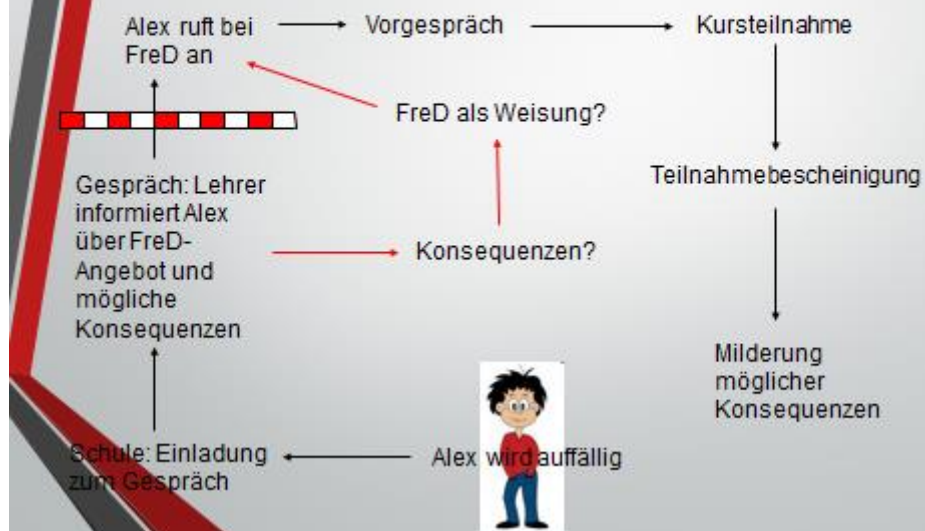 Alex ruft bei
FreD an
Vorgespräch
Kursteilnahme
FreD als Weisung?
Teilnahmebescheinigung
Gespräch: Lehrer
informiert Alex
über FreD-
Angebot und
mögliche
Konsequenzen
Konsequenzen?
Milderung
möglicher
Konsequenzen
Schule: Einladung
zum Gespräch
Alex wird auffällig